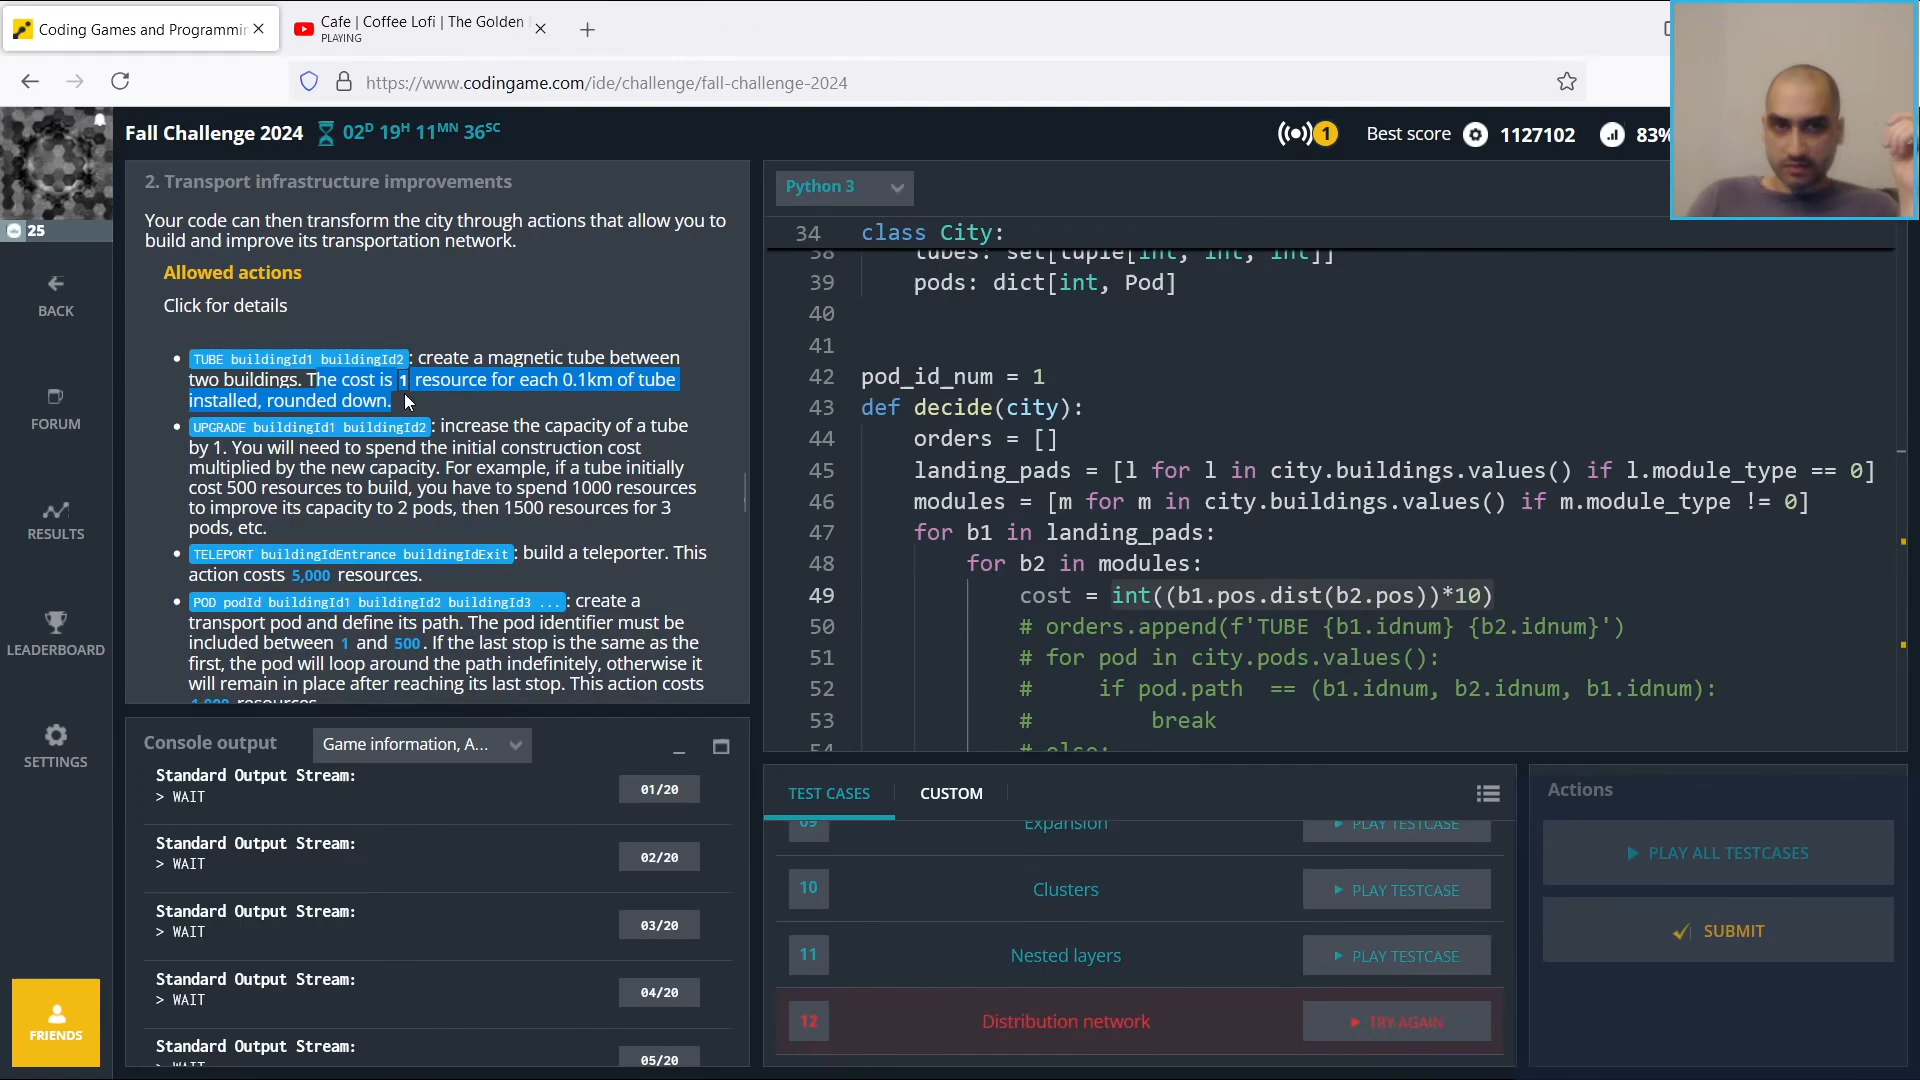 Coding Games and Programmin
Cafe | Coffee Lofi | The Golden
PLAYING
https://www.codingame.com/ide/challenge/fall-challenge-2024
Fall Challenge 2024 02D 19H 11MN 36SC
1 Best score 1127102 83%
25
BACK
FORUM
RESULTS
LEADERBOARD
SETTINGS
FRIENDS
2. Transport infrastructure improvements
Your code can then transform the city through actions that allow you to
build and improve its transportation network.
Allowed actions
Click for details
• TUBE buildingId1 buildingId2: create a magnetic tube between
two buildings. The cost is 1 resource for each 0.1km of tube
installed, rounded down.
• UPGRADE buildingId1 buildingId2: increase the capacity of a tube
by 1. You will need to spend the initial construction cost
multiplied by the new capacity. For example, if a tube initially
cost 500 resources to build, you have to spend 1000 resources
to improve its capacity to 2 pods, then 1500 resources for 3
pods, etc.
• TELEPORT buildingIdEntrance buildingIdExit: build a teleporter. This
action costs 5,000 resources.
• POD podId buildingId1 buildingId2 buildingId3 ...: create a
transport pod and define its path. The pod identifier must be
included between 1 and 500. If the last stop is the same as the
first, the pod will loop around the path indefinitely, otherwise it
will remain in place after reaching its last stop. This action costs
1,000 resources.
Console output
Game information, A...
Standard Output Stream:
> WAIT
01/20
Standard Output Stream:
> WAIT
02/20
Standard Output Stream:
> WAIT
03/20
Standard Output Stream:
> WAIT
04/20
Standard Output Stream:
> WAIT
05/20
Python 3
34 class City:
38 tubes: set[tuple[int, int, int]]
39 pods: dict[int, Pod]
40
41
42 pod_id_num = 1
43 def decide(city):
44 orders = []
45 landing_pads = [l for l in city.buildings.values() if l.module_type == 0]
46 modules = [m for m in city.buildings.values() if m.module_type != 0]
47 for b1 in landing_pads:
48 for b2 in modules:
49 cost = int((b1.pos.dist(b2.pos))*10)
50 # orders.append(f'TUBE {b1.idnum} {b2.idnum}')
51 # for pod in city.pods.values():
52 # if pod.path == (b1.idnum, b2.idnum, b1.idnum):
53 # break
54 # else:
TEST CASES CUSTOM
09 Expansion PLAY TESTCASE
10 Clusters PLAY TESTCASE
11 Nested layers PLAY TESTCASE
12 Distribution network TRY AGAIN
Actions
PLAY ALL TESTCASES
SUBMIT